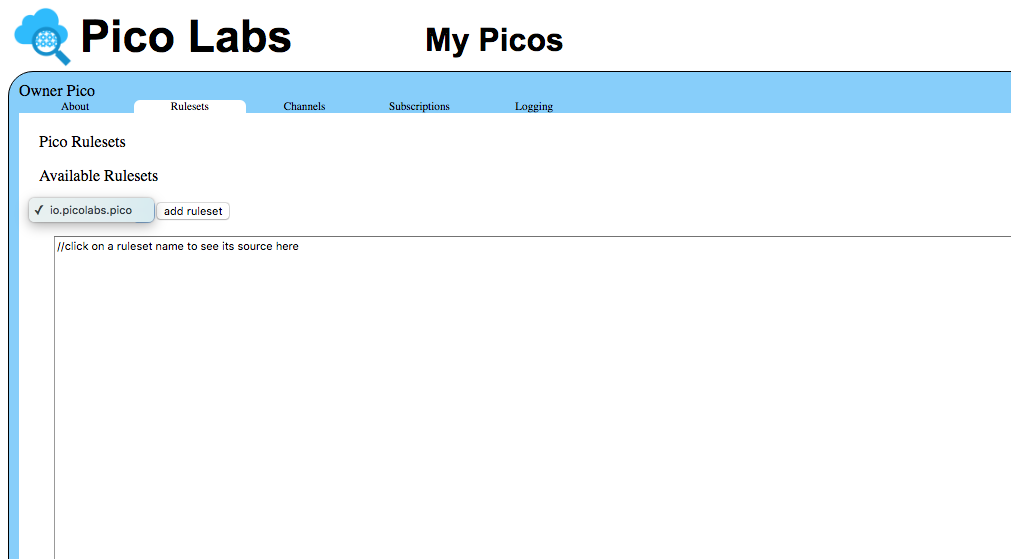 Pico Labs My Picos
Owner Pico
About Rulesets Channels Subscriptions Logging
Pico Rulesets
Available Rulesets
✓ io.picolabs.pico add ruleset
//click on a ruleset name to see its source here